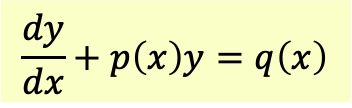 dy/dx + p(x)y = q(x)